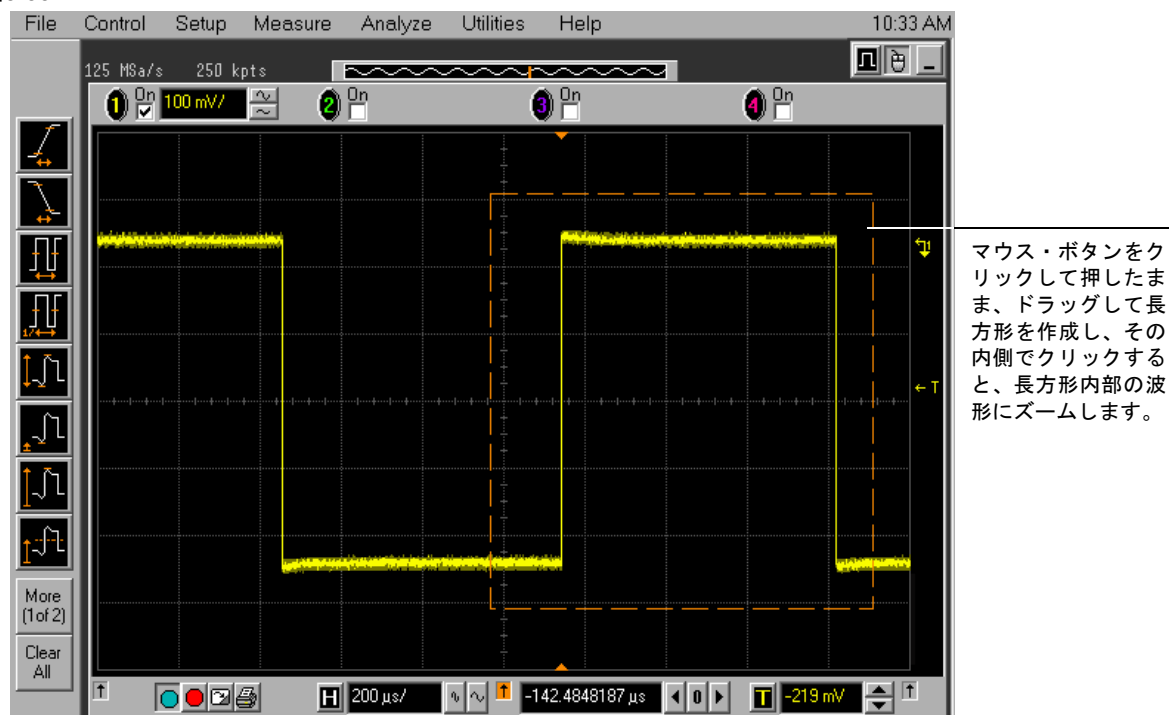 File Control Setup Measure Analyze Utilities Help 10:33 AM
125 MSa/s 250 kpts
1 On 100 mV/ 2 On 3 On 4 On
マウス・ボタンをク
リックして押したま
ま、ドラッグして長
方形を作成し、その
内側でクリックする
と、長方形内部の波
形にズームします。
T
1/
More
(1of 2)
Clear
All
H 200 µs/ -142.4848187 µs 0 T -219 mV